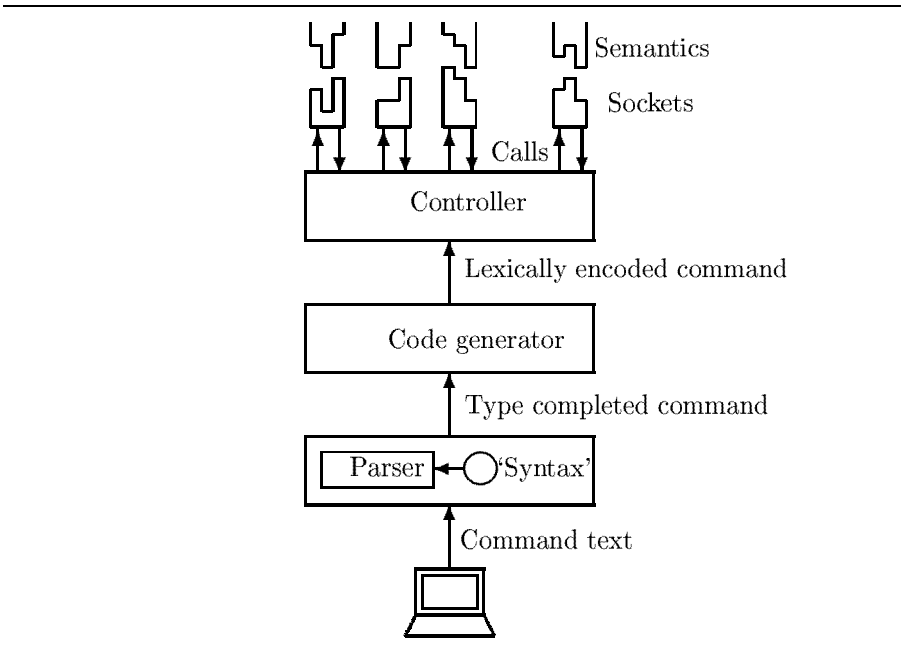 Semantics
Sockets
Calls
Controller
Lexically encoded command
Code generator
Type completed command
Parser
‘Syntax’
Command text